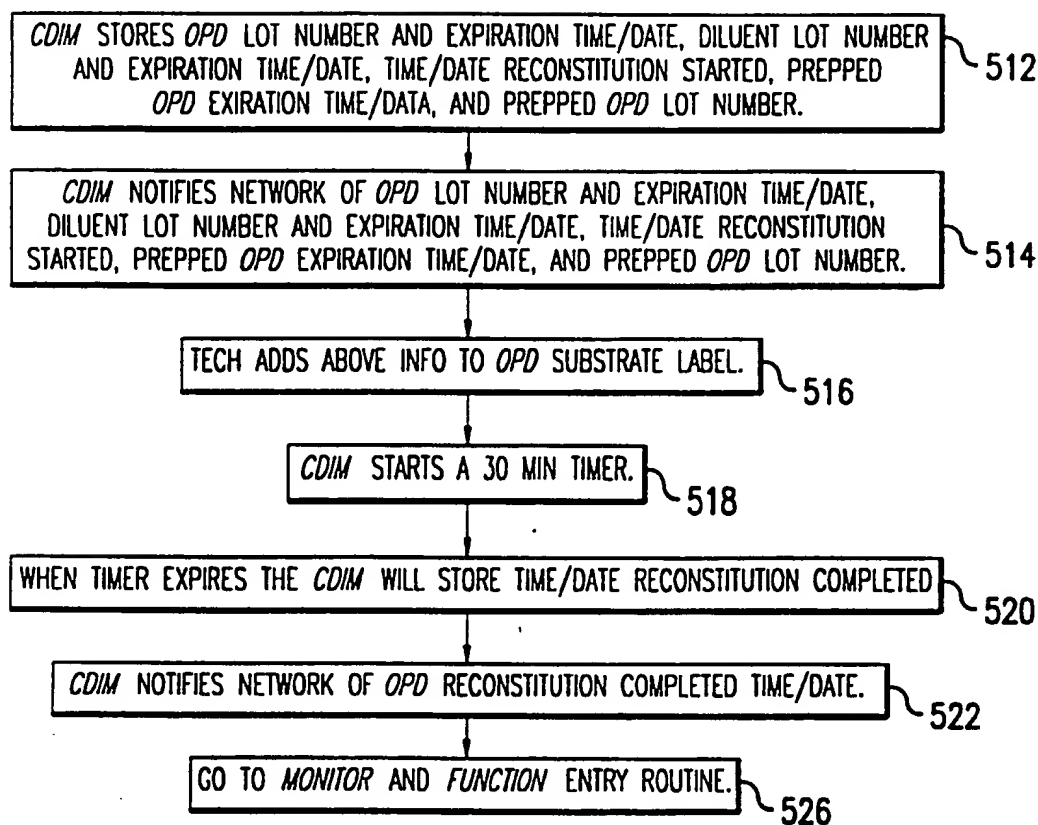 CDIM STORES OPD LOT NUMBER AND EXPIRATION TIME/DATE, DILUENT LOT NUMBER
AND EXPIRATION TIME/DATE, TIME/DATE RECONSTITUTION STARTED, PREPPED
OPD EXIRATION TIME/DATA, AND PREPPED OPD LOT NUMBER.
512
CDIM NOTIFIES NETWORK OF OPD LOT NUMBER AND EXPIRATION TIME/DATE,
DILUENT LOT NUMBER AND EXPIRATION TIME/DATE, TIME/DATE RECONSTITUTION
STARTED, PREPPED OPD EXPIRATION TIME/DATE, AND PREPPED OPD LOT NUMBER.
514
TECH ADDS ABOVE INFO TO OPD SUBSTRATE LABEL.
516
CDIM STARTS A 30 MIN TIMER.
518
WHEN TIMER EXPIRES THE CDIM WILL STORE TIME/DATE RECONSTITUTION COMPLETED
520
CDIM NOTIFIES NETWORK OF OPD RECONSTITUTION COMPLETED TIME/DATE.
522
GO TO MONITOR AND FUNCTION ENTRY ROUTINE.
526